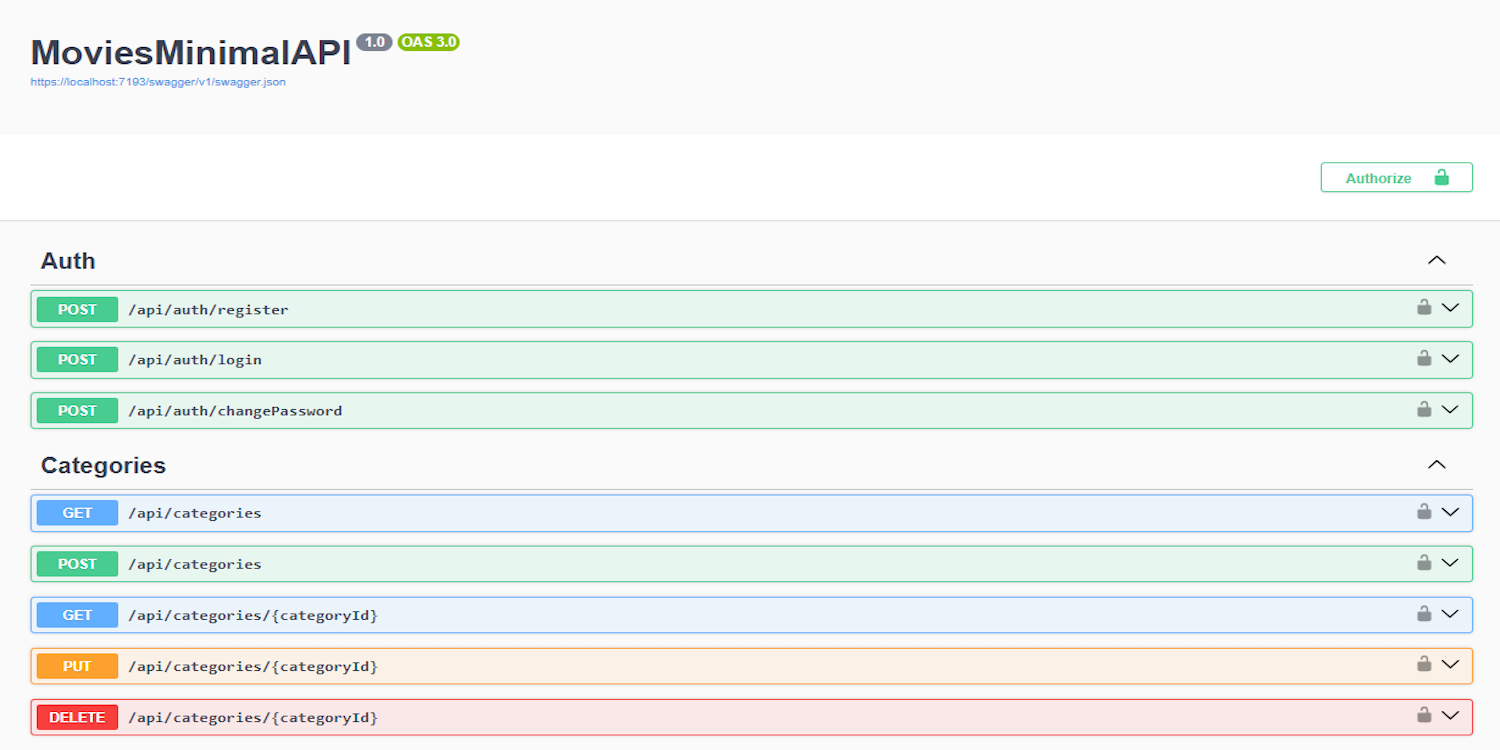 MoviesMinimalAPI 1.0 OAS 3.0
https://localhost:7193/swagger/v1/swagger.json
Authorize
Auth
POST /api/auth/register
POST /api/auth/login
POST /api/auth/changePassword
Categories
GET /api/categories
POST /api/categories
GET /api/categories/{categoryId}
PUT /api/categories/{categoryId}
DELETE /api/categories/{categoryId}